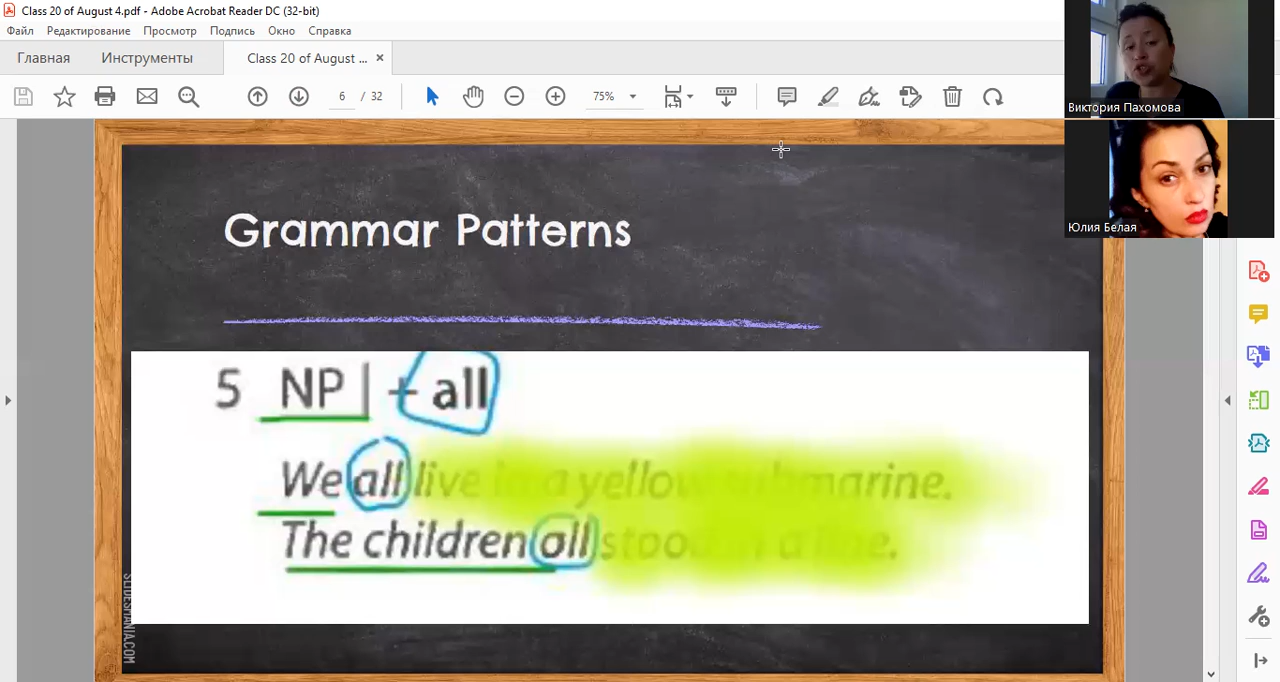 Class 20 of August 4.pdf - Adobe Acrobat Reader DC (32-bit)
Файл Редактирование Просмотр Подпись Окно Справка
Главная Инструменты Class 20 of August ... ×
6 / 32 75%
Виктория Пахомова
Юлия Белая
Grammar Patterns
5 NP | + all
We all live in a yellow submarine.
The children all stood in a line.
SLIDESMANIA.COM